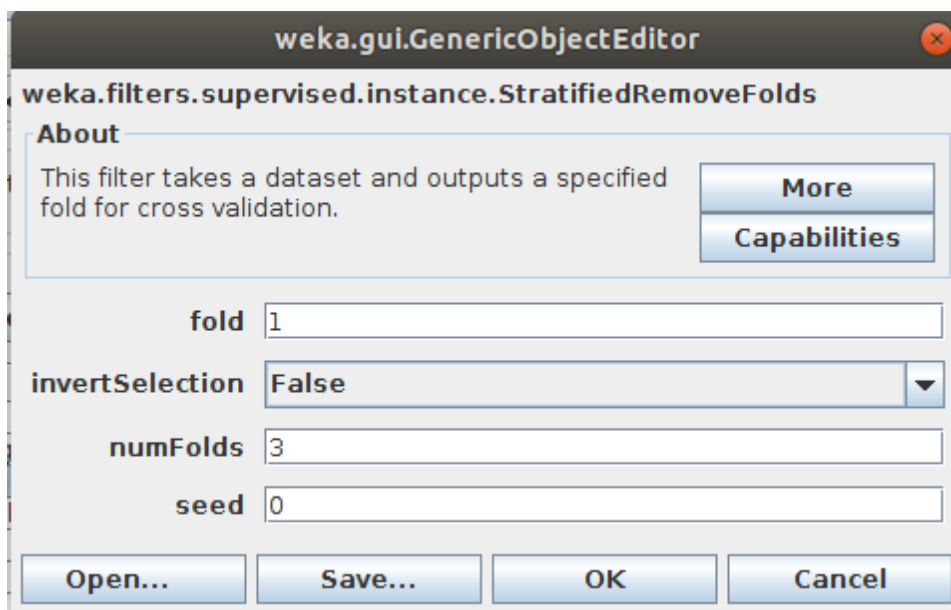 weka.gui.GenericObjectEditor
weka.filters.supervised.instance.StratifiedRemoveFolds
About
This filter takes a dataset and outputs a specified
fold for cross validation.
More
Capabilities
fold 1
invertSelection False
numFolds 3
seed 0
Open... Save... OK Cancel